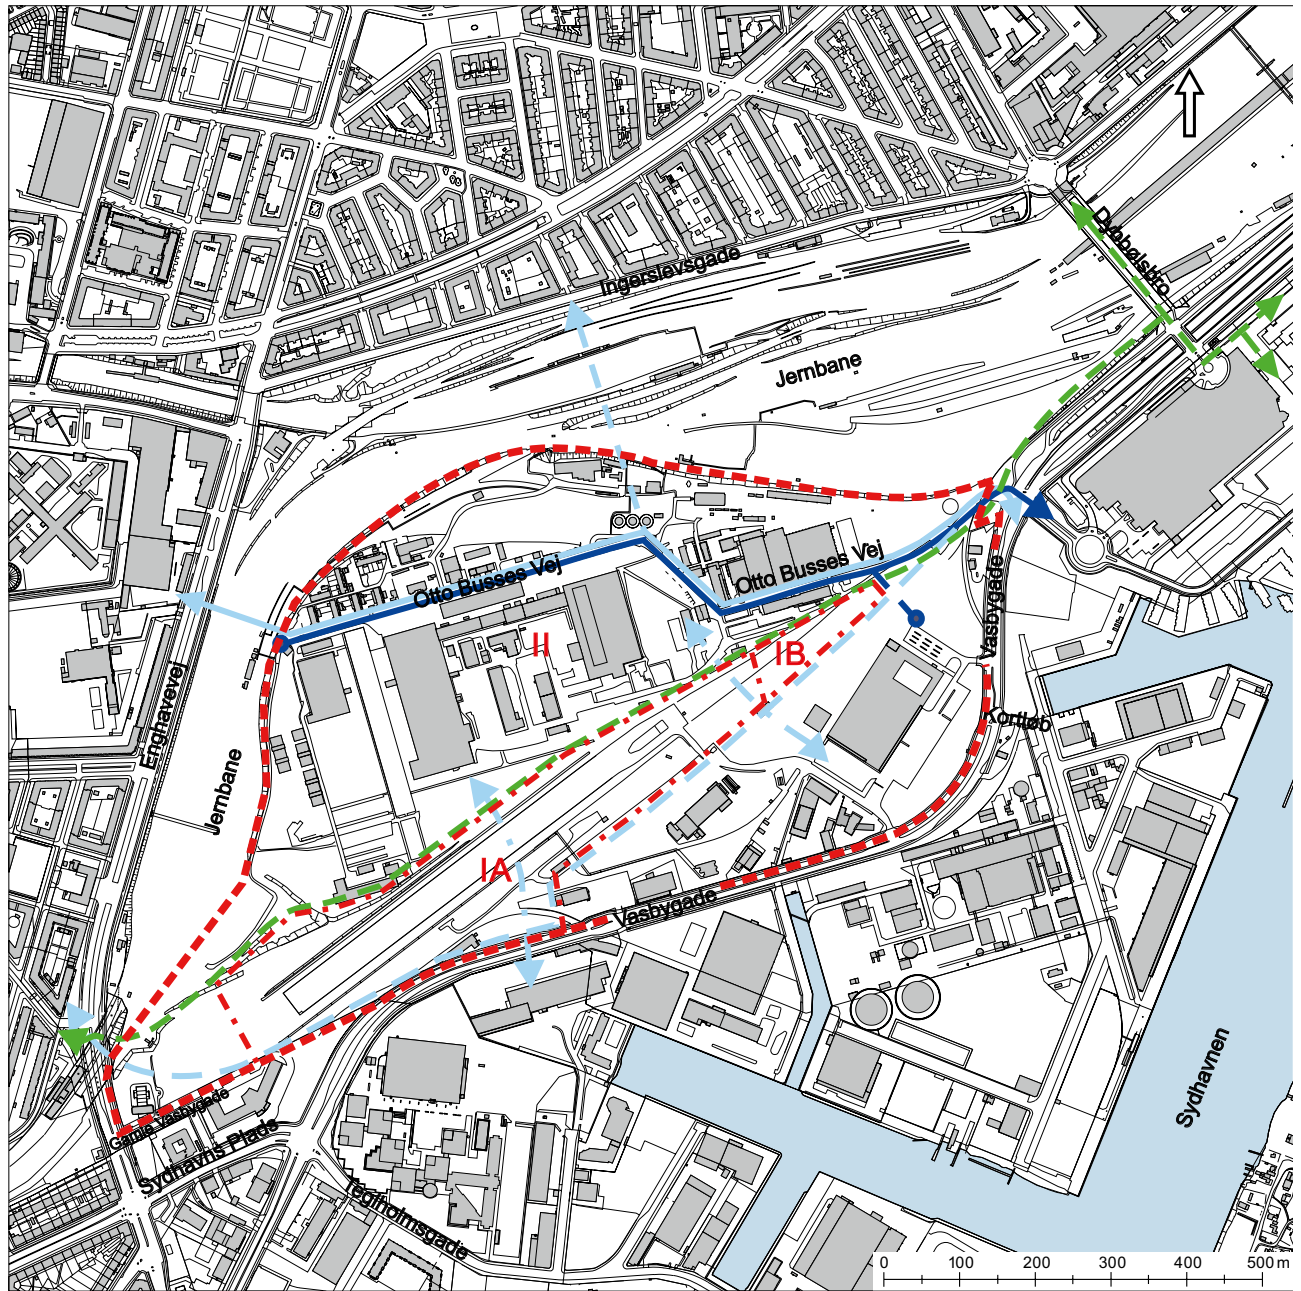 Dybbølsbro
Ingerslevsgade
Jernbane
Otto Busses Vej
Otto Busses Vej
Vasbygade
II
IB
Enghavevej
Kortløb
Jernbane
IA
Vasbygade
Sydhavnen
Gamle Vasbygade
Sydhavns Plads
Teglholmsgade
0 100 200 300 400 500 m